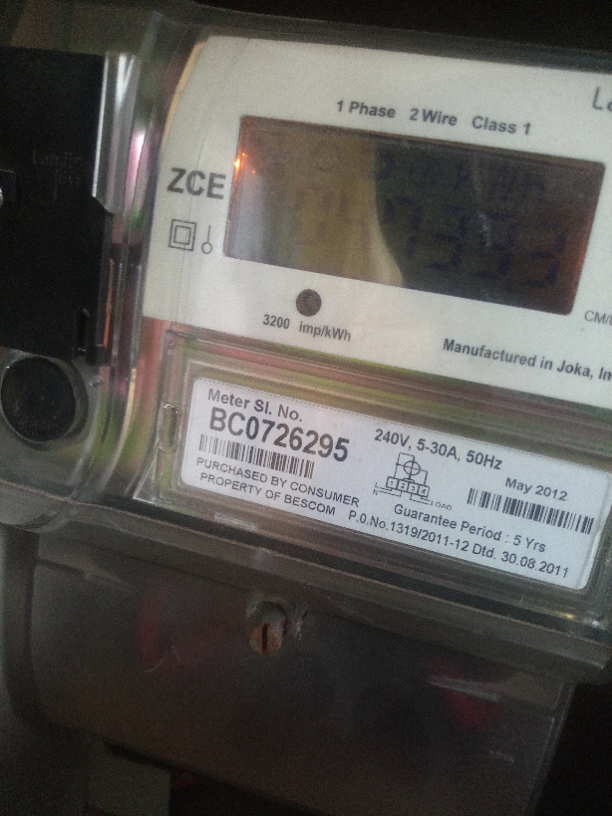 1 Phase 2 Wire Class 1
ZCE
3200 imp/kWh
Manufactured in Joka,
Meter Sl. No.
BC0726295
240V, 5-30A, 50Hz
May 2012
PURCHASED BY CONSUMER
PROPERTY OF BESCOM
LOAD
Guarantee Period : 5 Yrs
P.O.No.1319/2011-12 Dtd. 30.08.2011